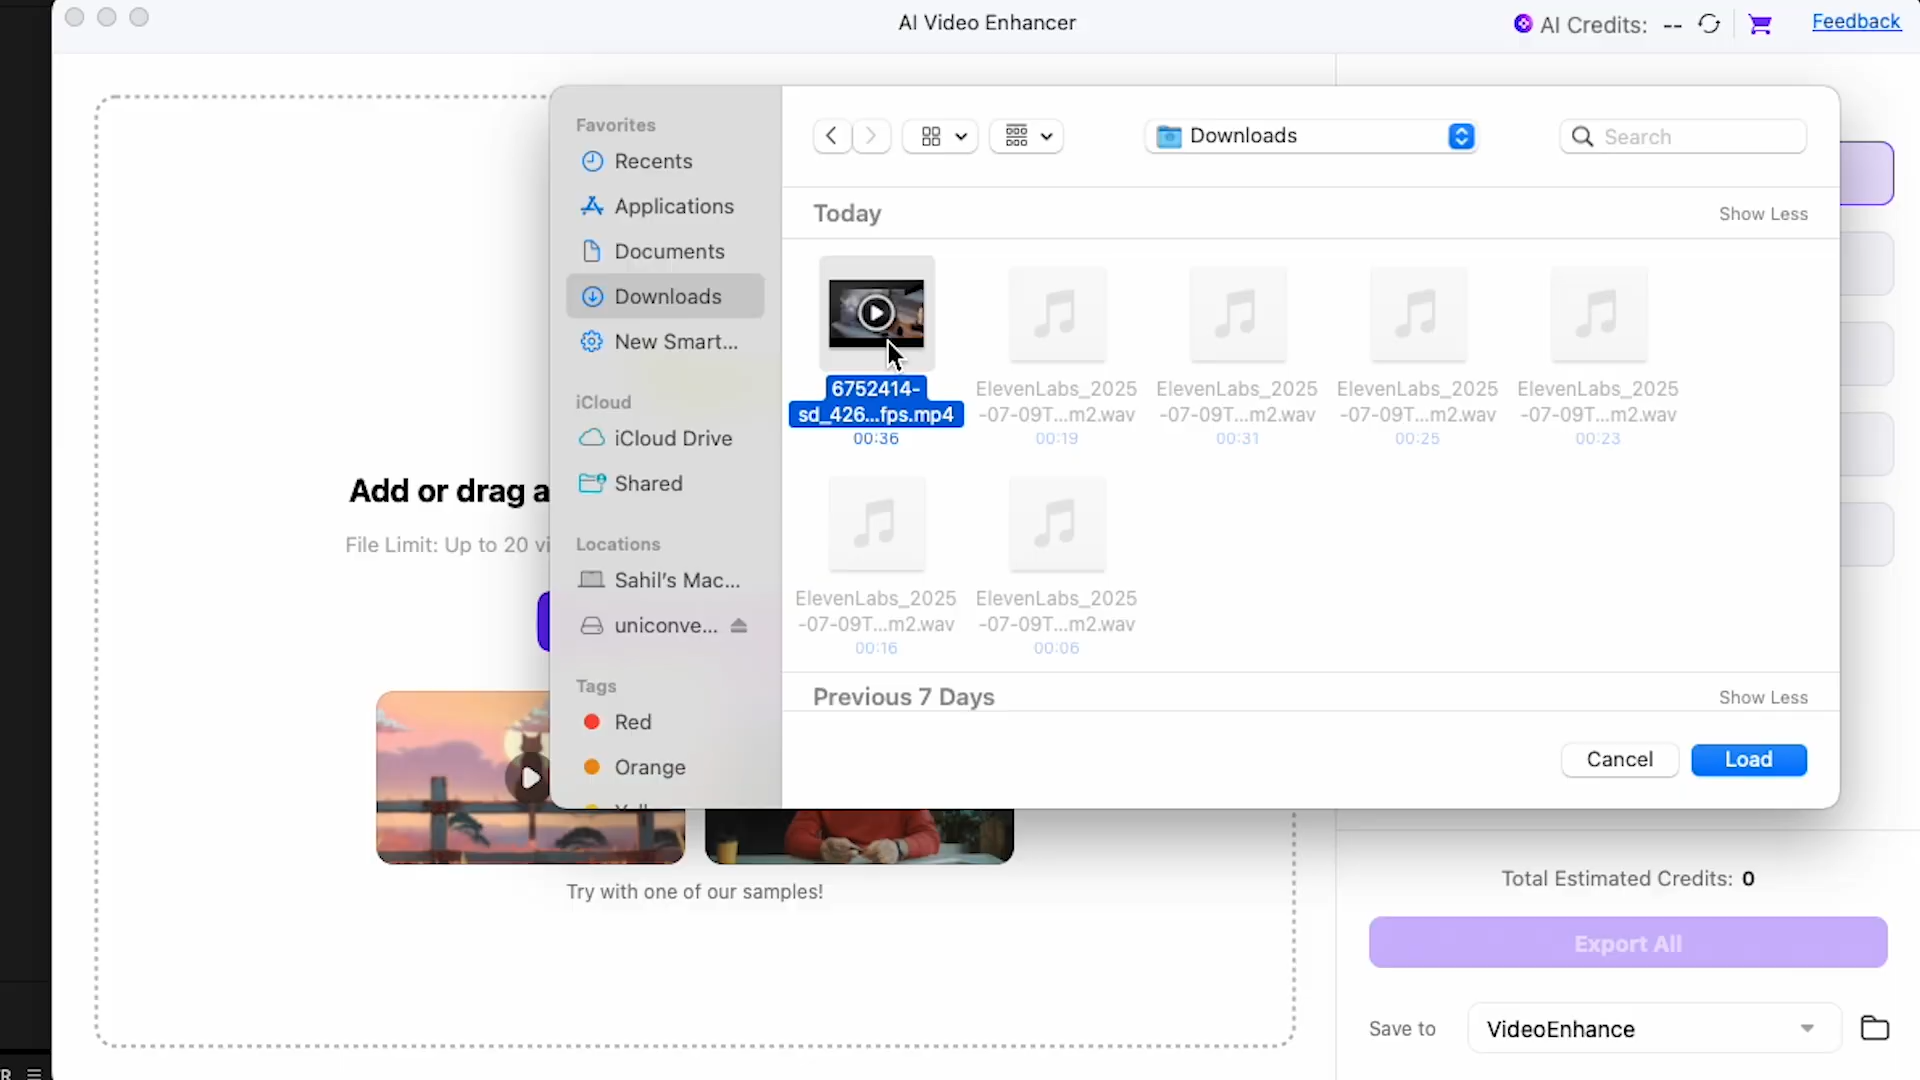 AI Video Enhancer
AI Credits: --
Feedback
Favorites
Recents
Applications
Documents
Downloads
New Smart...
iCloud
iCloud Drive
Shared
Locations
Sahil's Mac...
uniconve...
Tags
Red
Orange
Downloads
Search
Today
Show Less
6752414-
sd_426...fps.mp4
00:36
ElevenLabs_2025
-07-09T...m2.wav
00:19
ElevenLabs_2025
-07-09T...m2.wav
00:31
ElevenLabs_2025
-07-09T...m2.wav
00:25
ElevenLabs_2025
-07-09T...m2.wav
00:23
ElevenLabs_2025
-07-09T...m2.wav
00:16
ElevenLabs_2025
-07-09T...m2.wav
00:06
Previous 7 Days
Show Less
Cancel
Load
Add or drag a
File Limit: Up to 20 vi
Try with one of our samples!
Total Estimated Credits: 0
Export All
Save to
VideoEnhance